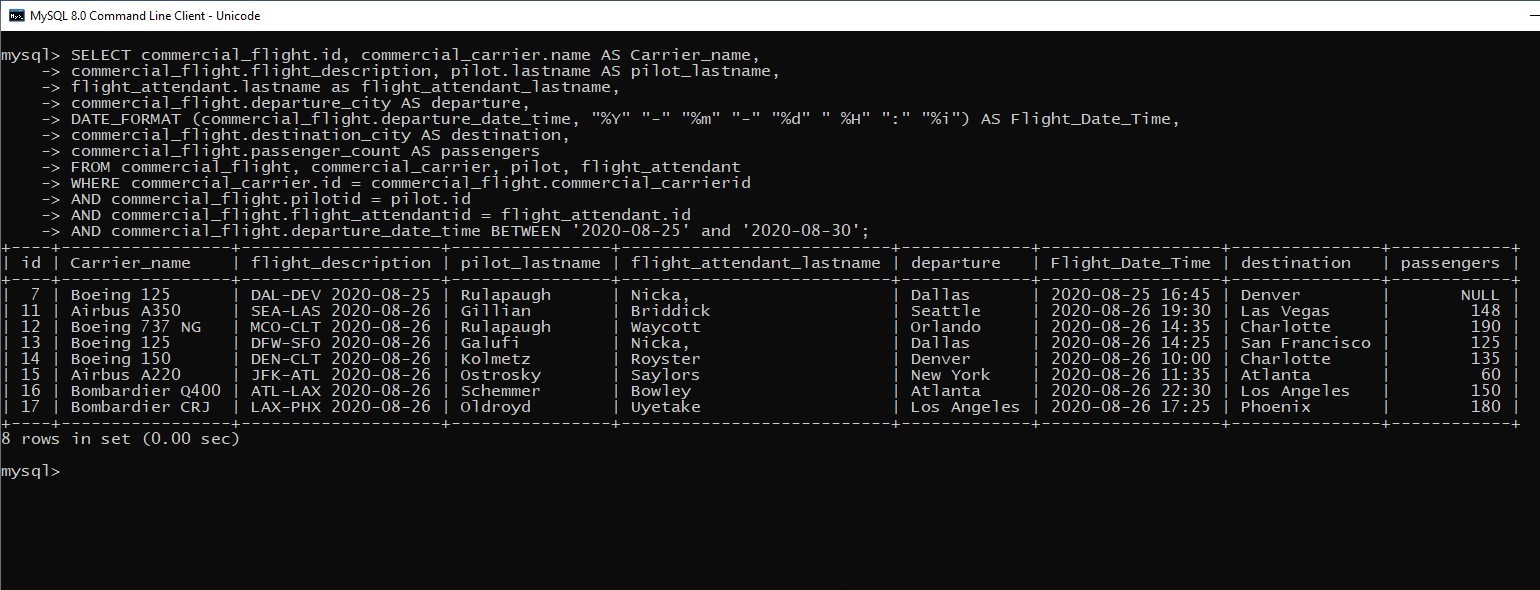 MySQL 8.0 Command Line Client - Unicode
mysql> SELECT commercial_flight.id, commercial_carrier.name AS Carrier_name,
    -> commercial_flight.flight_description, pilot.lastname AS pilot_lastname,
    -> flight_attendant.lastname as flight_attendant_lastname,
    -> commercial_flight.departure_city AS departure,
    -> DATE_FORMAT (commercial_flight.departure_date_time, "%Y" "-" "%m" "-" "%d" " %H" ":" "%i") AS Flight_Date_Time,
    -> commercial_flight.destination_city AS destination,
    -> commercial_flight.passenger_count AS passengers
    -> FROM commercial_flight, commercial_carrier, pilot, flight_attendant
    -> WHERE commercial_carrier.id = commercial_flight.commercial_carrierid
    -> AND commercial_flight.pilotid = pilot.id
    -> AND commercial_flight.flight_attendantid = flight_attendant.id
    -> AND commercial_flight.departure_date_time BETWEEN '2020-08-25' and '2020-08-30';
+----+-----------------+--------------------+----------------+---------------------------+-------------+------------------+---------------+------------+
| id | Carrier_name    | flight_description | pilot_lastname | flight_attendant_lastname | departure   | Flight_Date_Time | destination   | passengers |
+----+-----------------+--------------------+----------------+---------------------------+-------------+------------------+---------------+------------+
|  7 | Boeing 125      | DAL-DEV 2020-08-25 | Rulapaugh      | Nicka,                    | Dallas      | 2020-08-25 16:45 | Denver        |       NULL |
| 11 | Airbus A350     | SEA-LAS 2020-08-26 | Gillian        | Briddick                  | Seattle     | 2020-08-26 19:30 | Las Vegas     |        148 |
| 12 | Boeing 737 NG   | MCO-CLT 2020-08-26 | Rulapaugh      | Waycott                   | Orlando     | 2020-08-26 14:35 | Charlotte     |        190 |
| 13 | Boeing 125      | DFW-SFO 2020-08-26 | Galufi         | Nicka,                    | Dallas      | 2020-08-26 14:25 | San Francisco |        125 |
| 14 | Boeing 150      | DEN-CLT 2020-08-26 | Kolmetz        | Royster                   | Denver      | 2020-08-26 10:00 | Charlotte     |        135 |
| 15 | Airbus A220     | JFK-ATL 2020-08-26 | Ostrosky       | Saylors                   | New York    | 2020-08-26 11:35 | Atlanta       |         60 |
| 16 | Bombardier Q400 | ATL-LAX 2020-08-26 | Schemmer       | Bowley                    | Atlanta     | 2020-08-26 22:30 | Los Angeles   |        150 |
| 17 | Bombardier CRJ  | LAX-PHX 2020-08-26 | Oldroyd        | Uyetake                   | Los Angeles | 2020-08-26 17:25 | Phoenix       |        180 |
+----+-----------------+--------------------+----------------+---------------------------+-------------+------------------+---------------+------------+
8 rows in set (0.00 sec)
mysql>